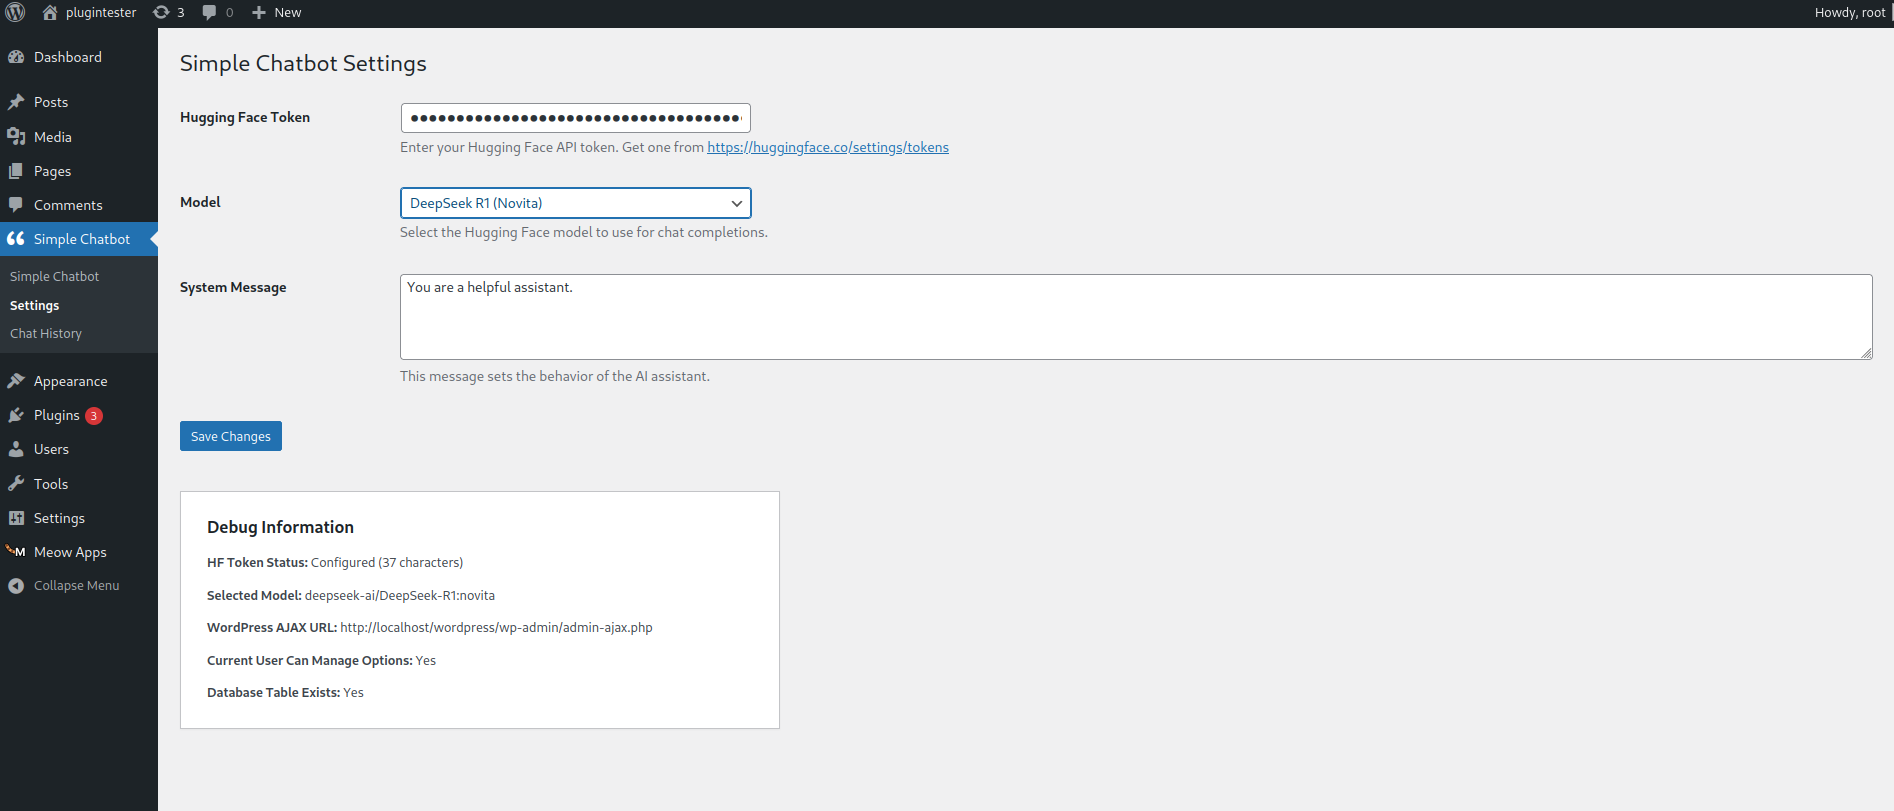 plugintester 3 0 New Howdy, root
Dashboard
Posts
Media
Pages
Comments
Simple Chatbot
Simple Chatbot
Settings
Chat History
Appearance
Plugins 3
Users
Tools
Settings
M Meow Apps
Collapse Menu
Simple Chatbot Settings
Hugging Face Token
Enter your Hugging Face API token. Get one from https://huggingface.co/settings/tokens
Model DeepSeek R1 (Novita)
Select the Hugging Face model to use for chat completions.
System Message You are a helpful assistant.
This message sets the behavior of the AI assistant.
Save Changes
Debug Information
HF Token Status: Configured (37 characters)
Selected Model: deepseek-ai/DeepSeek-R1:novita
WordPress AJAX URL: http://localhost/wordpress/wp-admin/admin-ajax.php
Current User Can Manage Options: Yes
Database Table Exists: Yes